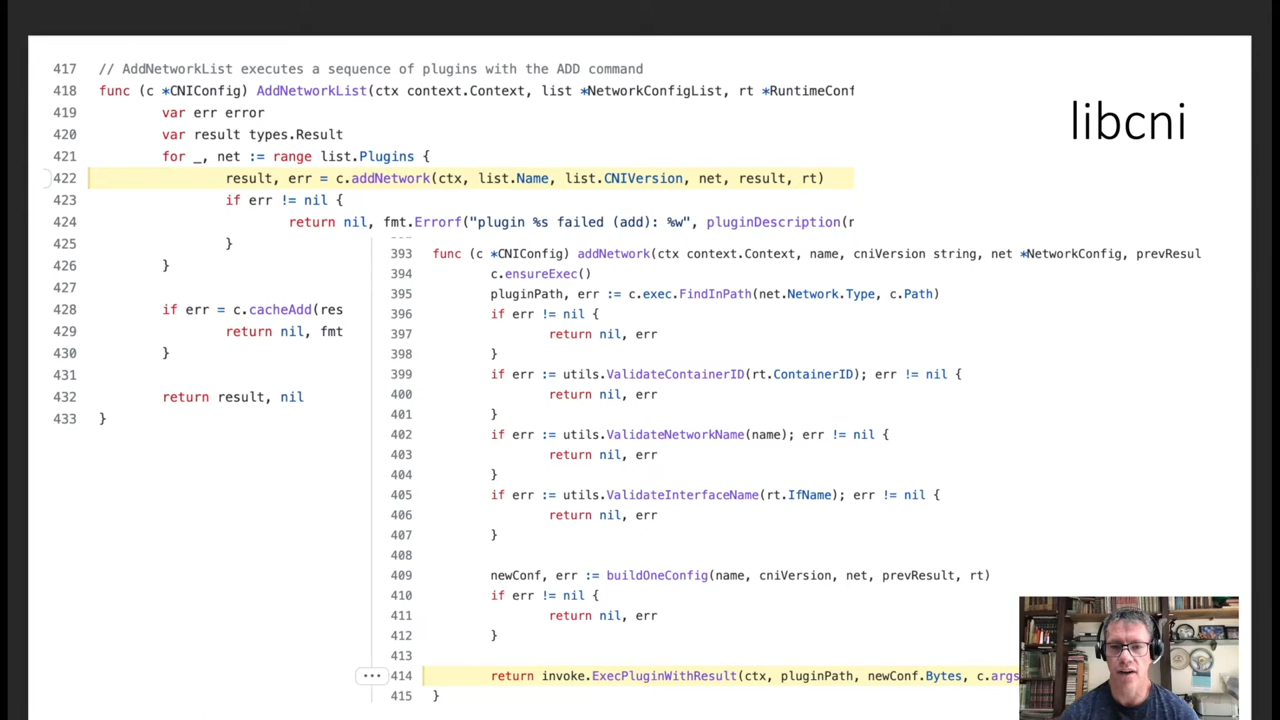 libcni
417 // AddNetworkList executes a sequence of plugins with the ADD command
418 func (c *CNIConfig) AddNetworkList(ctx context.Context, list *NetworkConfigList, rt *RuntimeConf
419 var err error
420 var result types.Result
421 for _, net := range list.Plugins {
422 result, err = c.addNetwork(ctx, list.Name, list.CNIVersion, net, result, rt)
423 if err != nil {
424 return nil, fmt.Errorf("plugin %s failed (add): %w", pluginDescription(n
425 }
426 }
427
428 if err = c.cacheAdd(res
429 return nil, fmt
430 }
431
432 return result, nil
433 }
393 func (c *CNIConfig) addNetwork(ctx context.Context, name, cniVersion string, net *NetworkConfig, prevResul
394 c.ensureExec()
395 pluginPath, err := c.exec.FindInPath(net.Network.Type, c.Path)
396 if err != nil {
397 return nil, err
398 }
399 if err := utils.ValidateContainerID(rt.ContainerID); err != nil {
400 return nil, err
401 }
402 if err := utils.ValidateNetworkName(name); err != nil {
403 return nil, err
404 }
405 if err := utils.ValidateInterfaceName(rt.IfName); err != nil {
406 return nil, err
407 }
408
409 newConf, err := buildOneConfig(name, cniVersion, net, prevResult, rt)
410 if err != nil {
411 return nil, err
412 }
413
414 return invoke.ExecPluginWithResult(ctx, pluginPath, newConf.Bytes, c.args
415 }